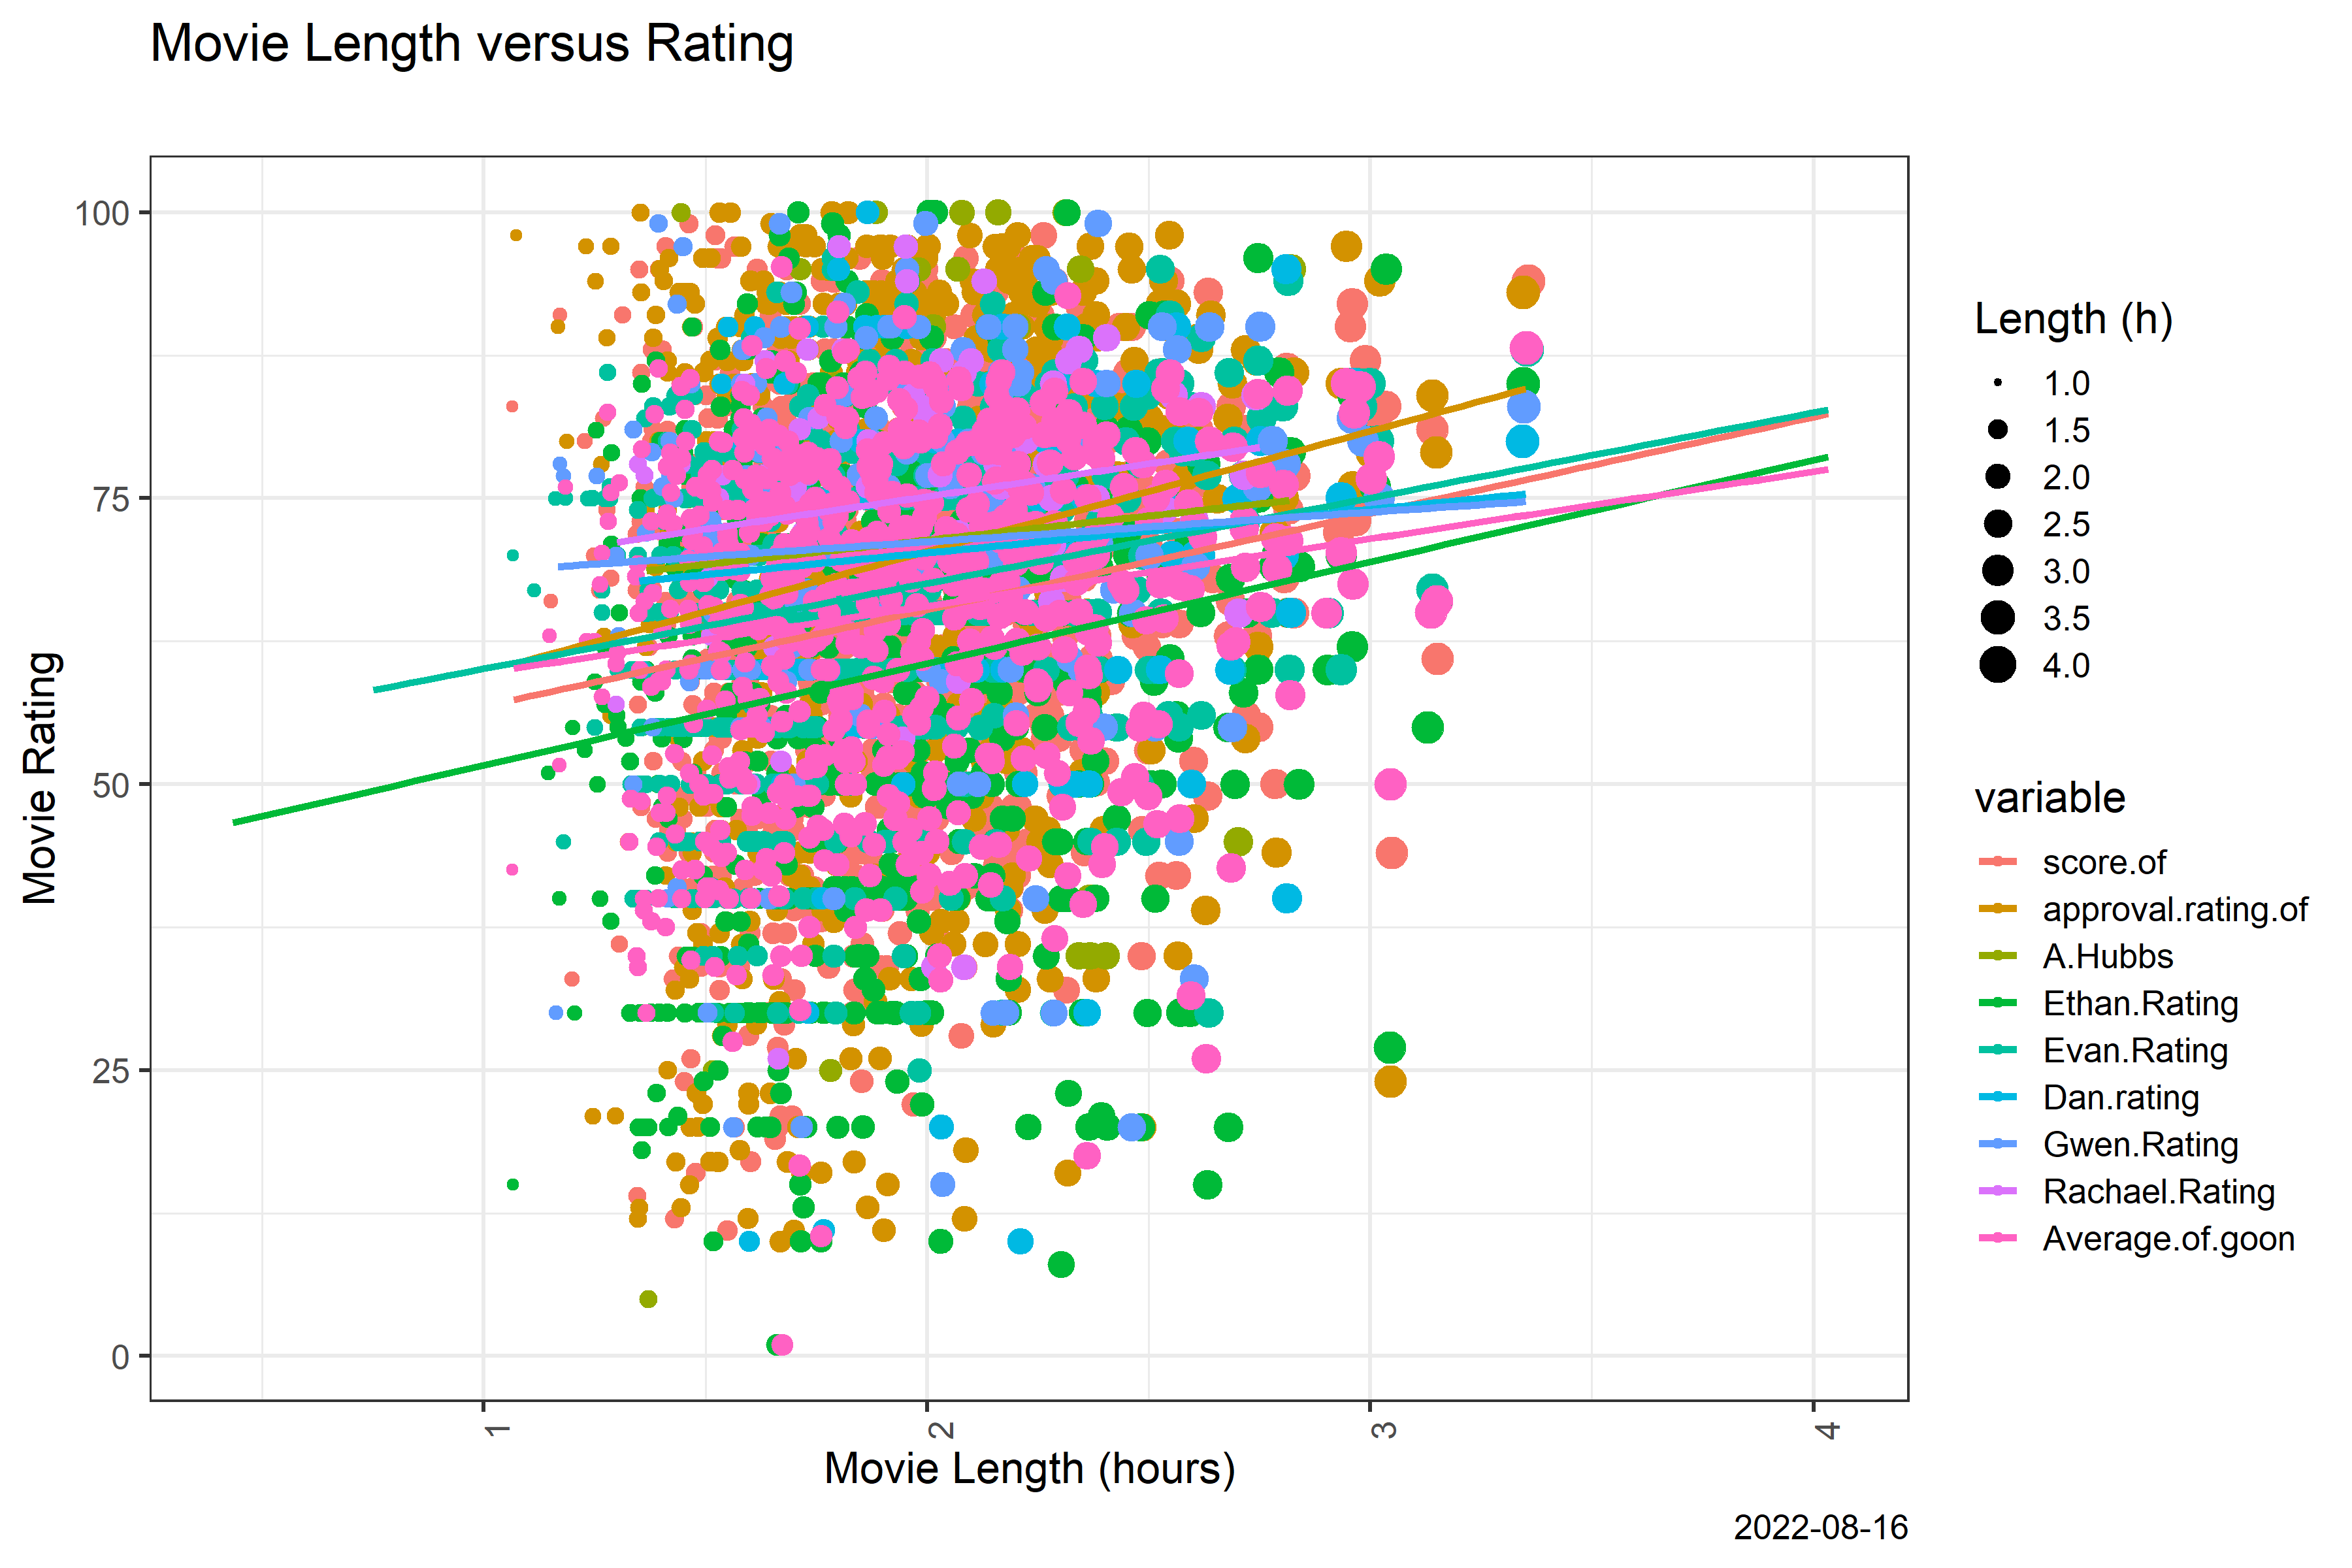 Movie Length versus Rating
Movie Rating
100
75
50
25
0
1
2
3
4
Movie Length (hours)
2022-08-16
Length (h)
1.0
1.5
2.0
2.5
3.0
3.5
4.0
variable
score.of
approval.rating.of
A.Hubbs
Ethan.Rating
Evan.Rating
Dan.rating
Gwen.Rating
Rachael.Rating
Average.of.goon